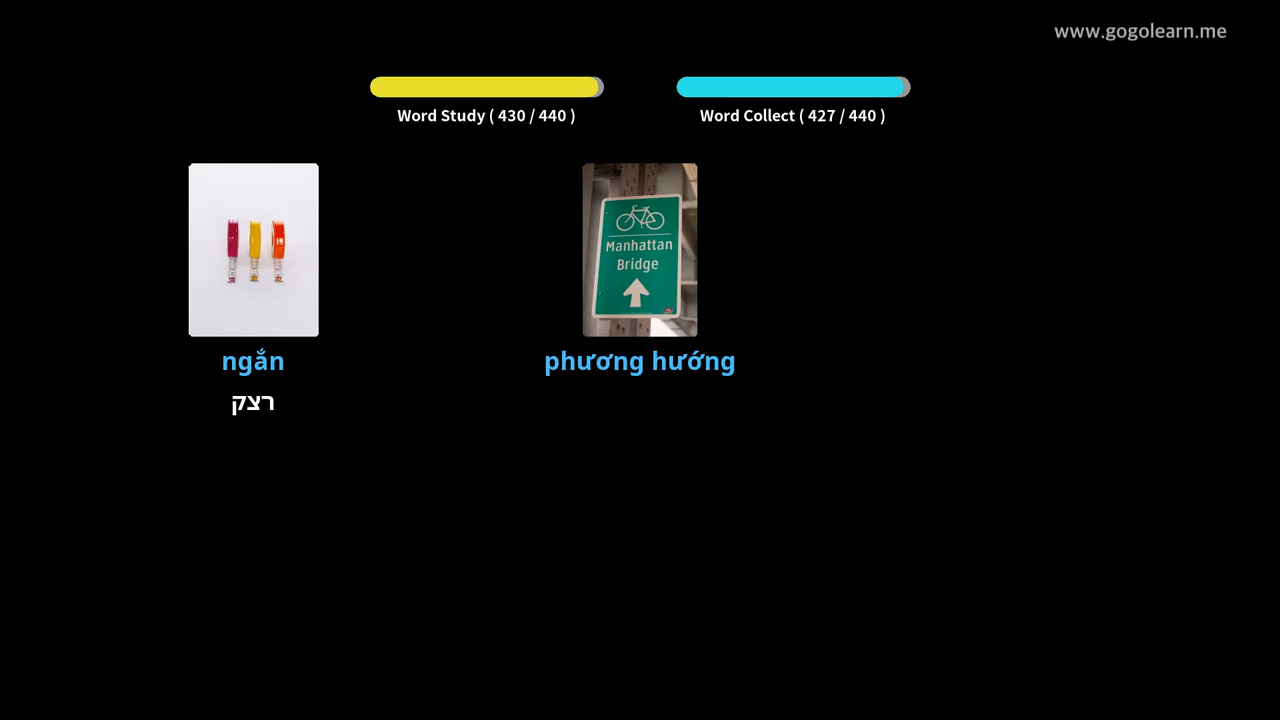 www.gogolearn.me
Word Study ( 430 / 440 )
Word Collect ( 427 / 440 )
ngắn
phương hướng
רצק
Manhattan
Bridge